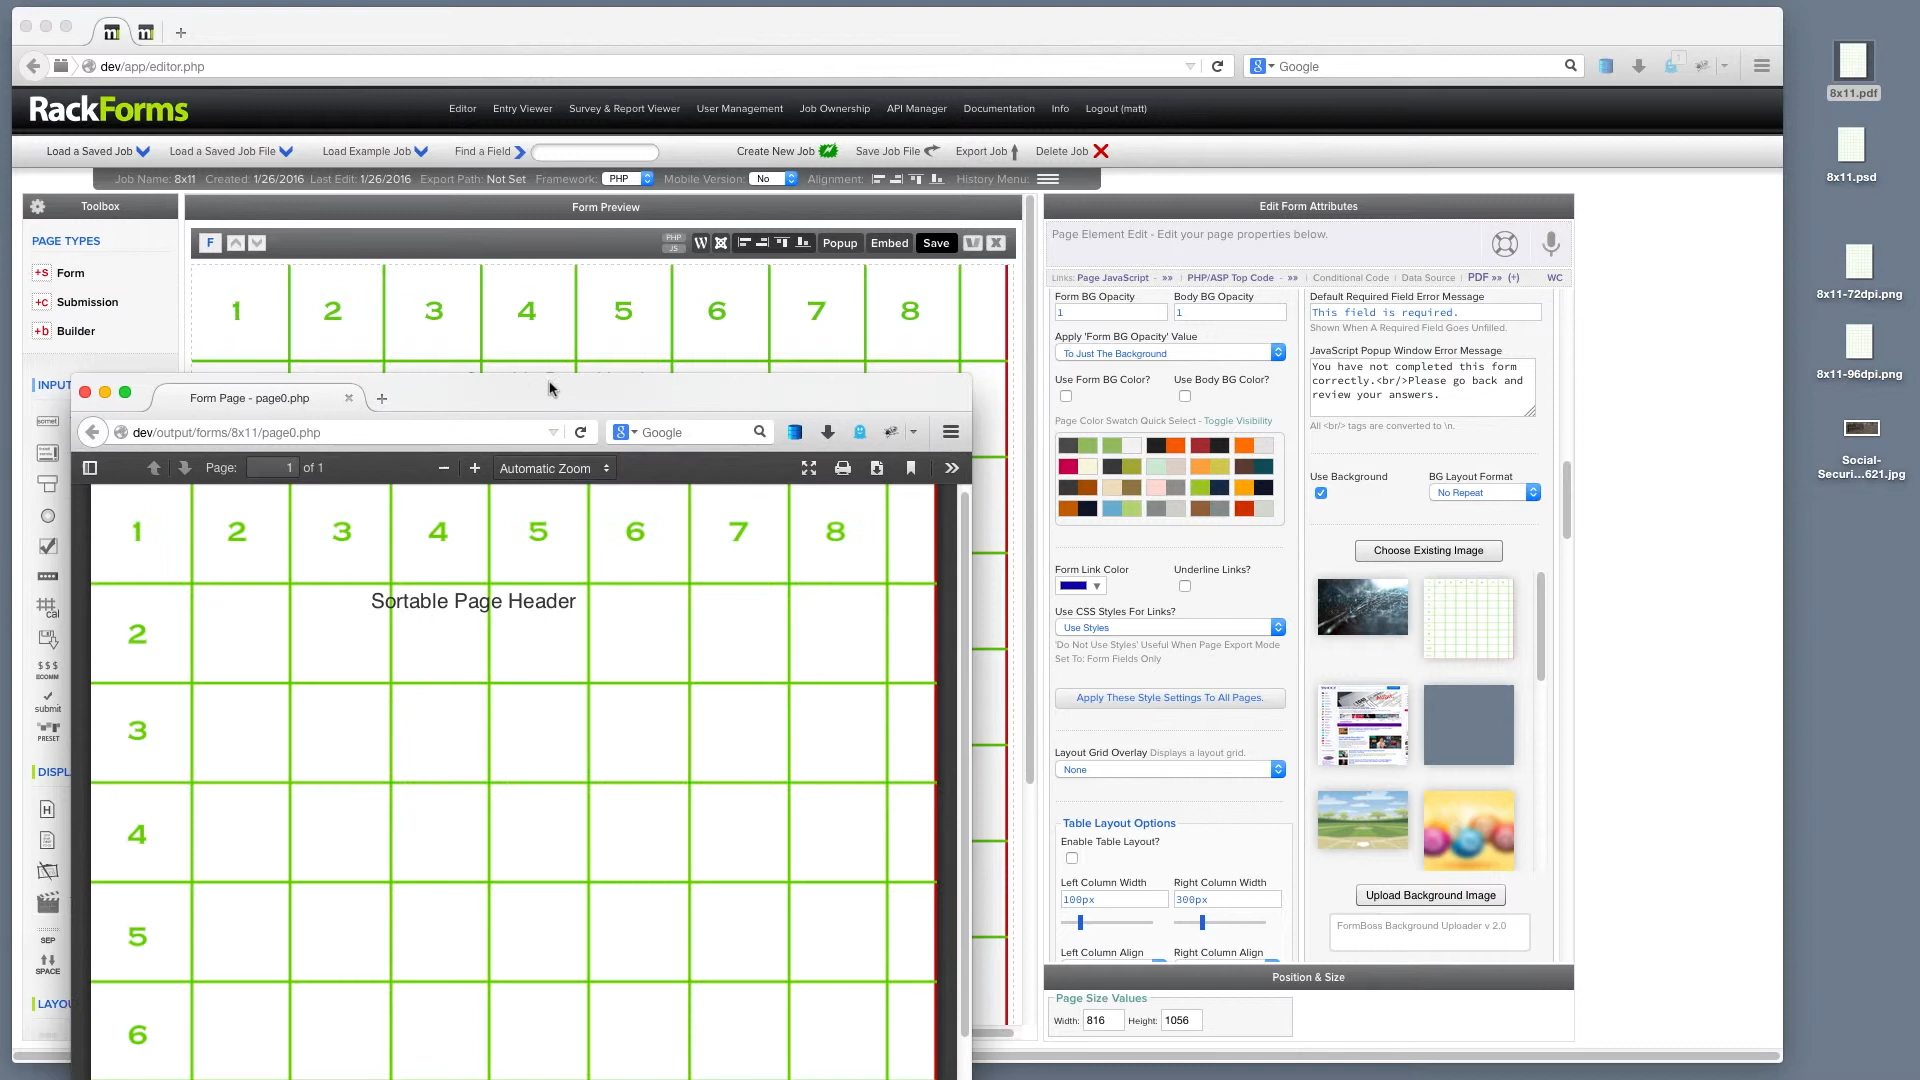 dev/app/editor.php
Google
1
RackForms
Editor
Entry Viewer
Survey & Report Viewer
User Management
Job Ownership
API Manager
Documentation
Info
Logout (matt)
Load a Saved Job
Load a Saved Job File
Load Example Job
Find a Field
Create New Job
Save Job File
Export Job
Delete Job
Job Name: 8x11 Created: 1/26/2016 Last Edit: 1/26/2016 Export Path: Not Set Framework: PHP Mobile Version: No Alignment: History Menu:
Toolbox
PAGE TYPES
+s Form
+c Submission
+b Builder
INPUT
somet
cal
$ $ $
ECOMM
submit
PRESET
DISPL
H
SEP
SPACE
LAYOU
Form Preview
F
PHP
JS
W
Popup
Embed
Save
1 2 3 4 5 6 7 8
Form Page - page0.php
dev/output/forms/8x11/page0.php
Google
Page: 1 of 1
Automatic Zoom
1 2 3 4 5 6 7 8
Sortable Page Header
2
3
4
5
6
Edit Form Attributes
Page Element Edit - Edit your page properties below.
Links: Page JavaScript - »» PHP/ASP Top Code - »» Conditional Code | Data Source | PDF »» (+) WC
Form BG Opacity
Body BG Opacity
1
1
Apply 'Form BG Opacity' Value
To Just The Background
Use Form BG Color?
Use Body BG Color?
Page Color Swatch Quick Select - Toggle Visibility
Form Link Color
Underline Links?
Use CSS Styles For Links?
Use Styles
'Do Not Use Styles' Useful When Page Export Mode
Set To: Form Fields Only
Apply These Style Settings To All Pages.
Layout Grid Overlay Displays a layout grid.
None
Table Layout Options
Enable Table Layout?
Left Column Width
Right Column Width
100px
300px
Left Column Align
Right Column Align
Default Required Field Error Message
This field is required.
Shown When A Required Field Goes Unfilled.
JavaScript Popup Window Error Message
You have not completed this form
correctly.<br/>Please go back and
review your answers.
All <br/> tags are converted to \n.
Use Background
BG Layout Format
No Repeat
Choose Existing Image
Upload Background Image
FormBoss Background Uploader v 2.0
Position & Size
Page Size Values
Width: 816 Height: 1056
8x11.pdf
8x11.psd
8x11-72dpi.png
8x11-96dpi.png
Social-
Securi...621.jpg